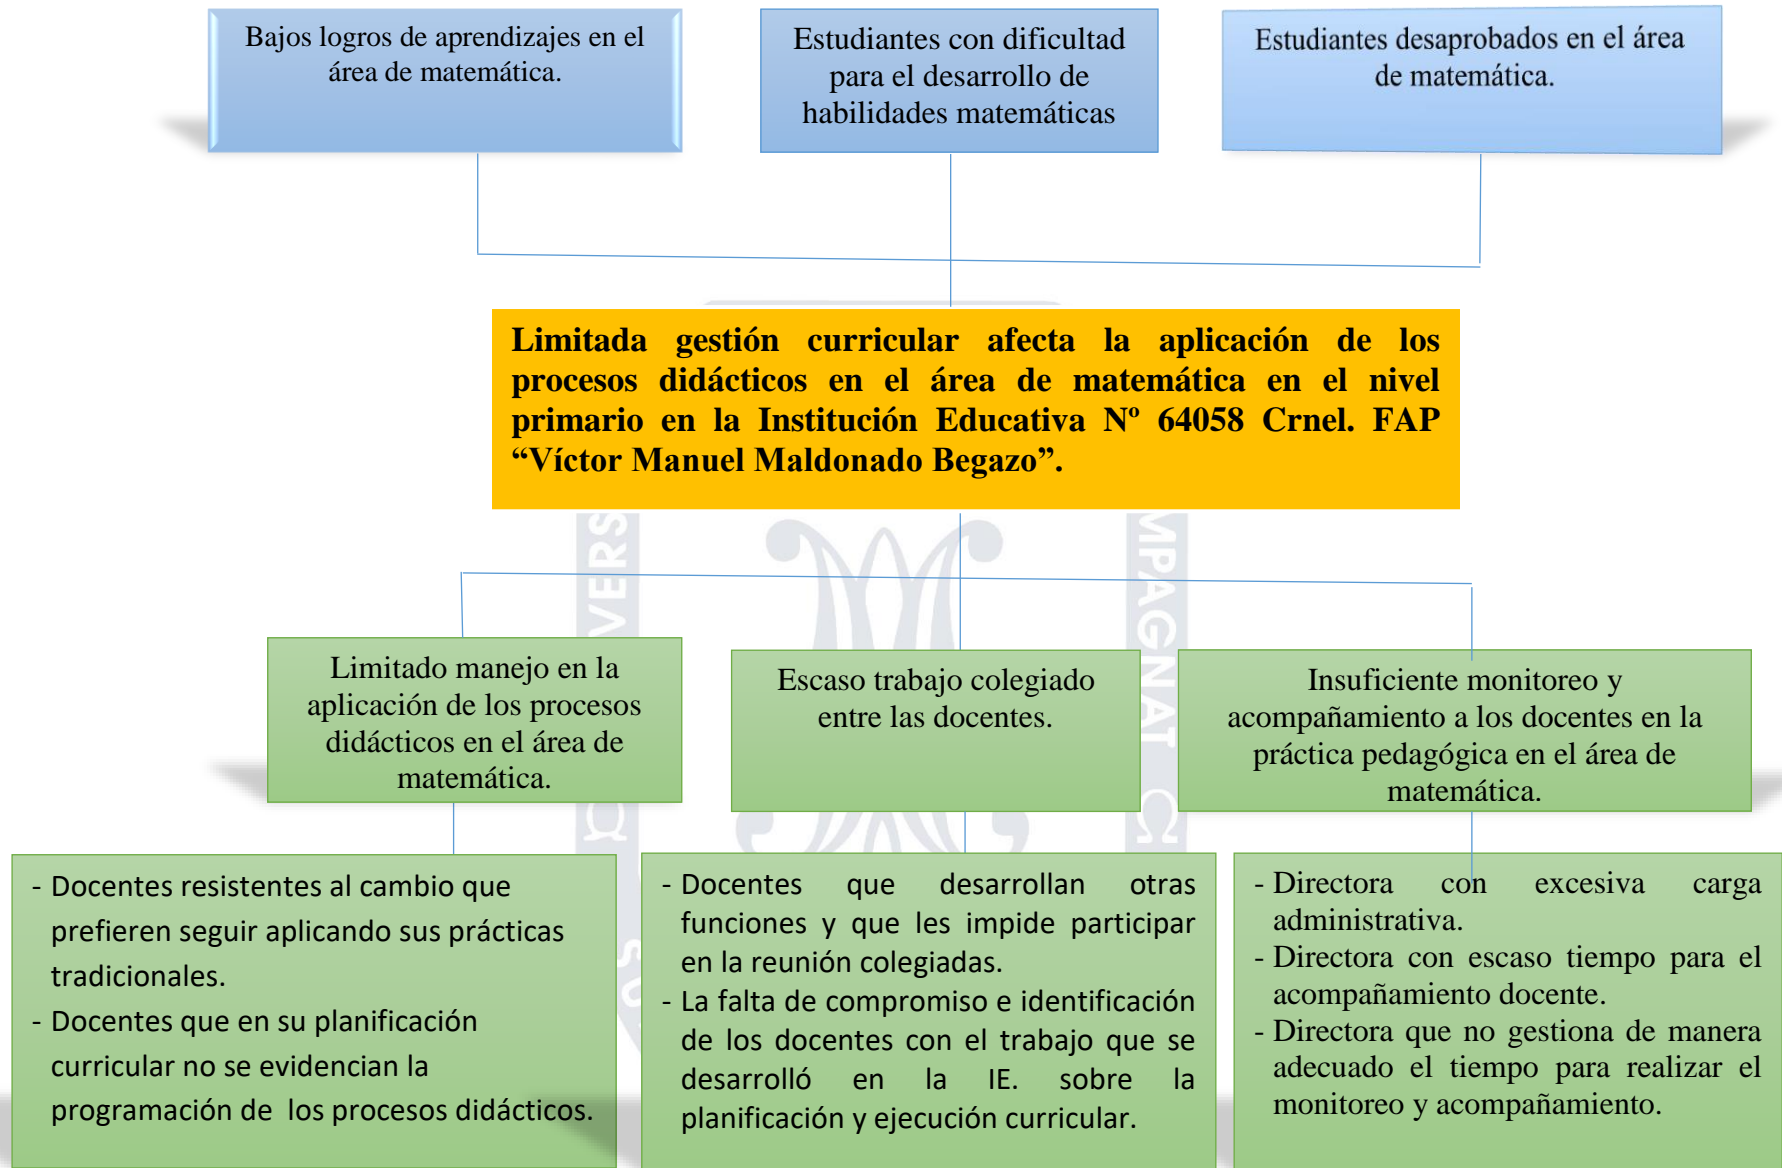 Bajos logros de aprendizajes en el
área de matemática.
Estudiantes con dificultad
para el desarrollo de
habilidades matemáticas
Estudiantes desaprobados en el área
de matemática.
Limitada gestión curricular afecta la aplicación de los
procesos didácticos en el área de matemática en el nivel
primario en la Institución Educativa Nº 64058 Crnel. FAP
“Víctor Manuel Maldonado Begazo”.
Limitado manejo en la
aplicación de los procesos
didácticos en el área de
matemática.
Escaso trabajo colegiado
entre las docentes.
Insuficiente monitoreo y
acompañamiento a los docentes en la
práctica pedagógica en el área de
matemática.
- Docentes resistentes al cambio que
prefieren seguir aplicando sus prácticas
tradicionales.
- Docentes que en su planificación
curricular no se evidencian la
programación de los procesos didácticos.
- Docentes que desarrollan otras
funciones y que les impide participar
en la reunión colegiadas.
- La falta de compromiso e identificación
de los docentes con el trabajo que se
desarrolló en la IE. sobre la
planificación y ejecución curricular.
- Directora con excesiva carga
administrativa.
- Directora con escaso tiempo para el
acompañamiento docente.
- Directora que no gestiona de manera
adecuado el tiempo para realizar el
monitoreo y acompañamiento.